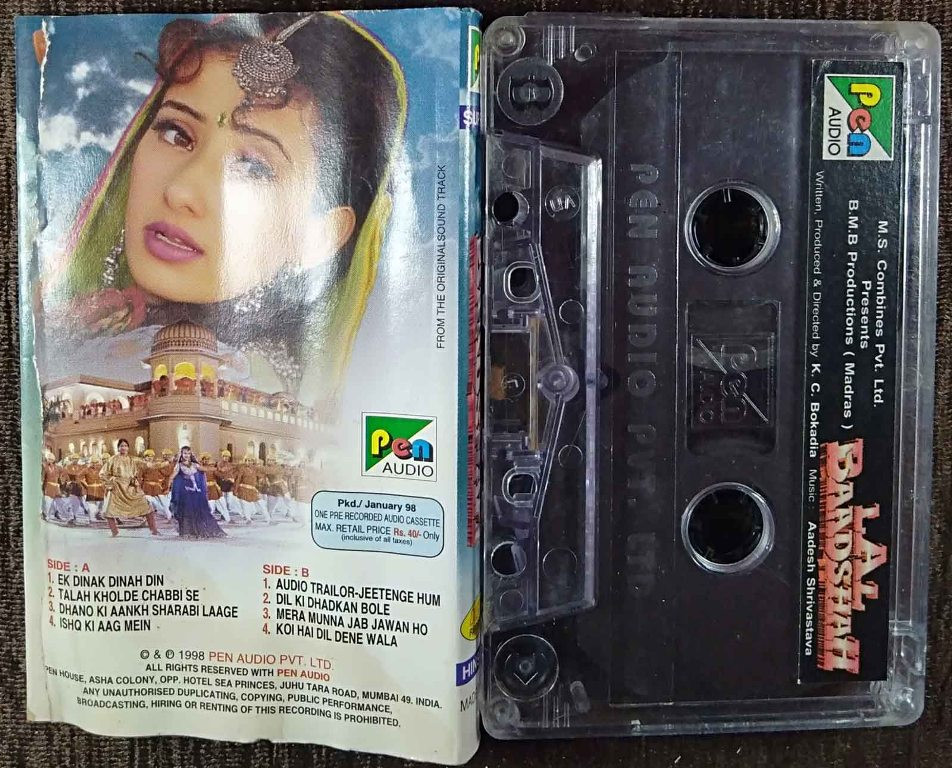 FROM THE ORIGINALSOUND TRACK
Pen
AUDIO
Pkd./ January 98
ONE PRE-RECORDED AUDIO CASSETTE
MAX. RETAIL PRICE Rs. 40/- Only
(inclusive of all taxes)
SIDE : A
1. EK DINAK DINAH DIN
2. TALAH KHOLDE CHABBI SE
3. DHANO KI AANKH SHARABI LAAGE
4. ISHQ KI AAG MEIN
SIDE : B
1. AUDIO TRAILOR-JEETENGE HUM
2. DIL KI DHADKAN BOLE
3. MERA MUNNA JAB JAWAN HO
4. KOI HAI DIL DENE WALA
© & ℗ 1998 PEN AUDIO PVT. LTD.
ALL RIGHTS RESERVED WITH PEN AUDIO
PEN HOUSE, ASHA COLONY, OPP. HOTEL SEA PRINCES, JUHU TARA ROAD, MUMBAI 49. INDIA.
ANY UNAUTHORISED DUPLICATING, COPYING, PUBLIC PERFORMANCE,
BROADCASTING, HIRING OR RENTING OF THIS RECORDING IS PROHIBITED.
B
PEN AUDIO PVT. LTD
Pen
AUDIO
Pen
AUDIO
M.S. Combines Pvt. Ltd.
Presents
B.M.B Productions ( Madras )
LAL
BAADSHAH
Written, Produced & Directed by K. C. Bokadia Music: Aadesh Shrivastava